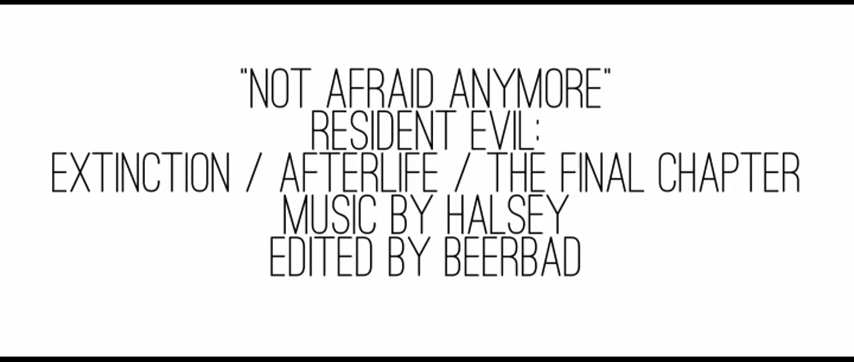 "NOT AFRAID ANYMORE"
RESIDENT EVIL:
EXTINCTION / AFTERLIFE / THE FINAL CHAPTER
MUSIC BY HALSEY
EDITED BY BEERBAD